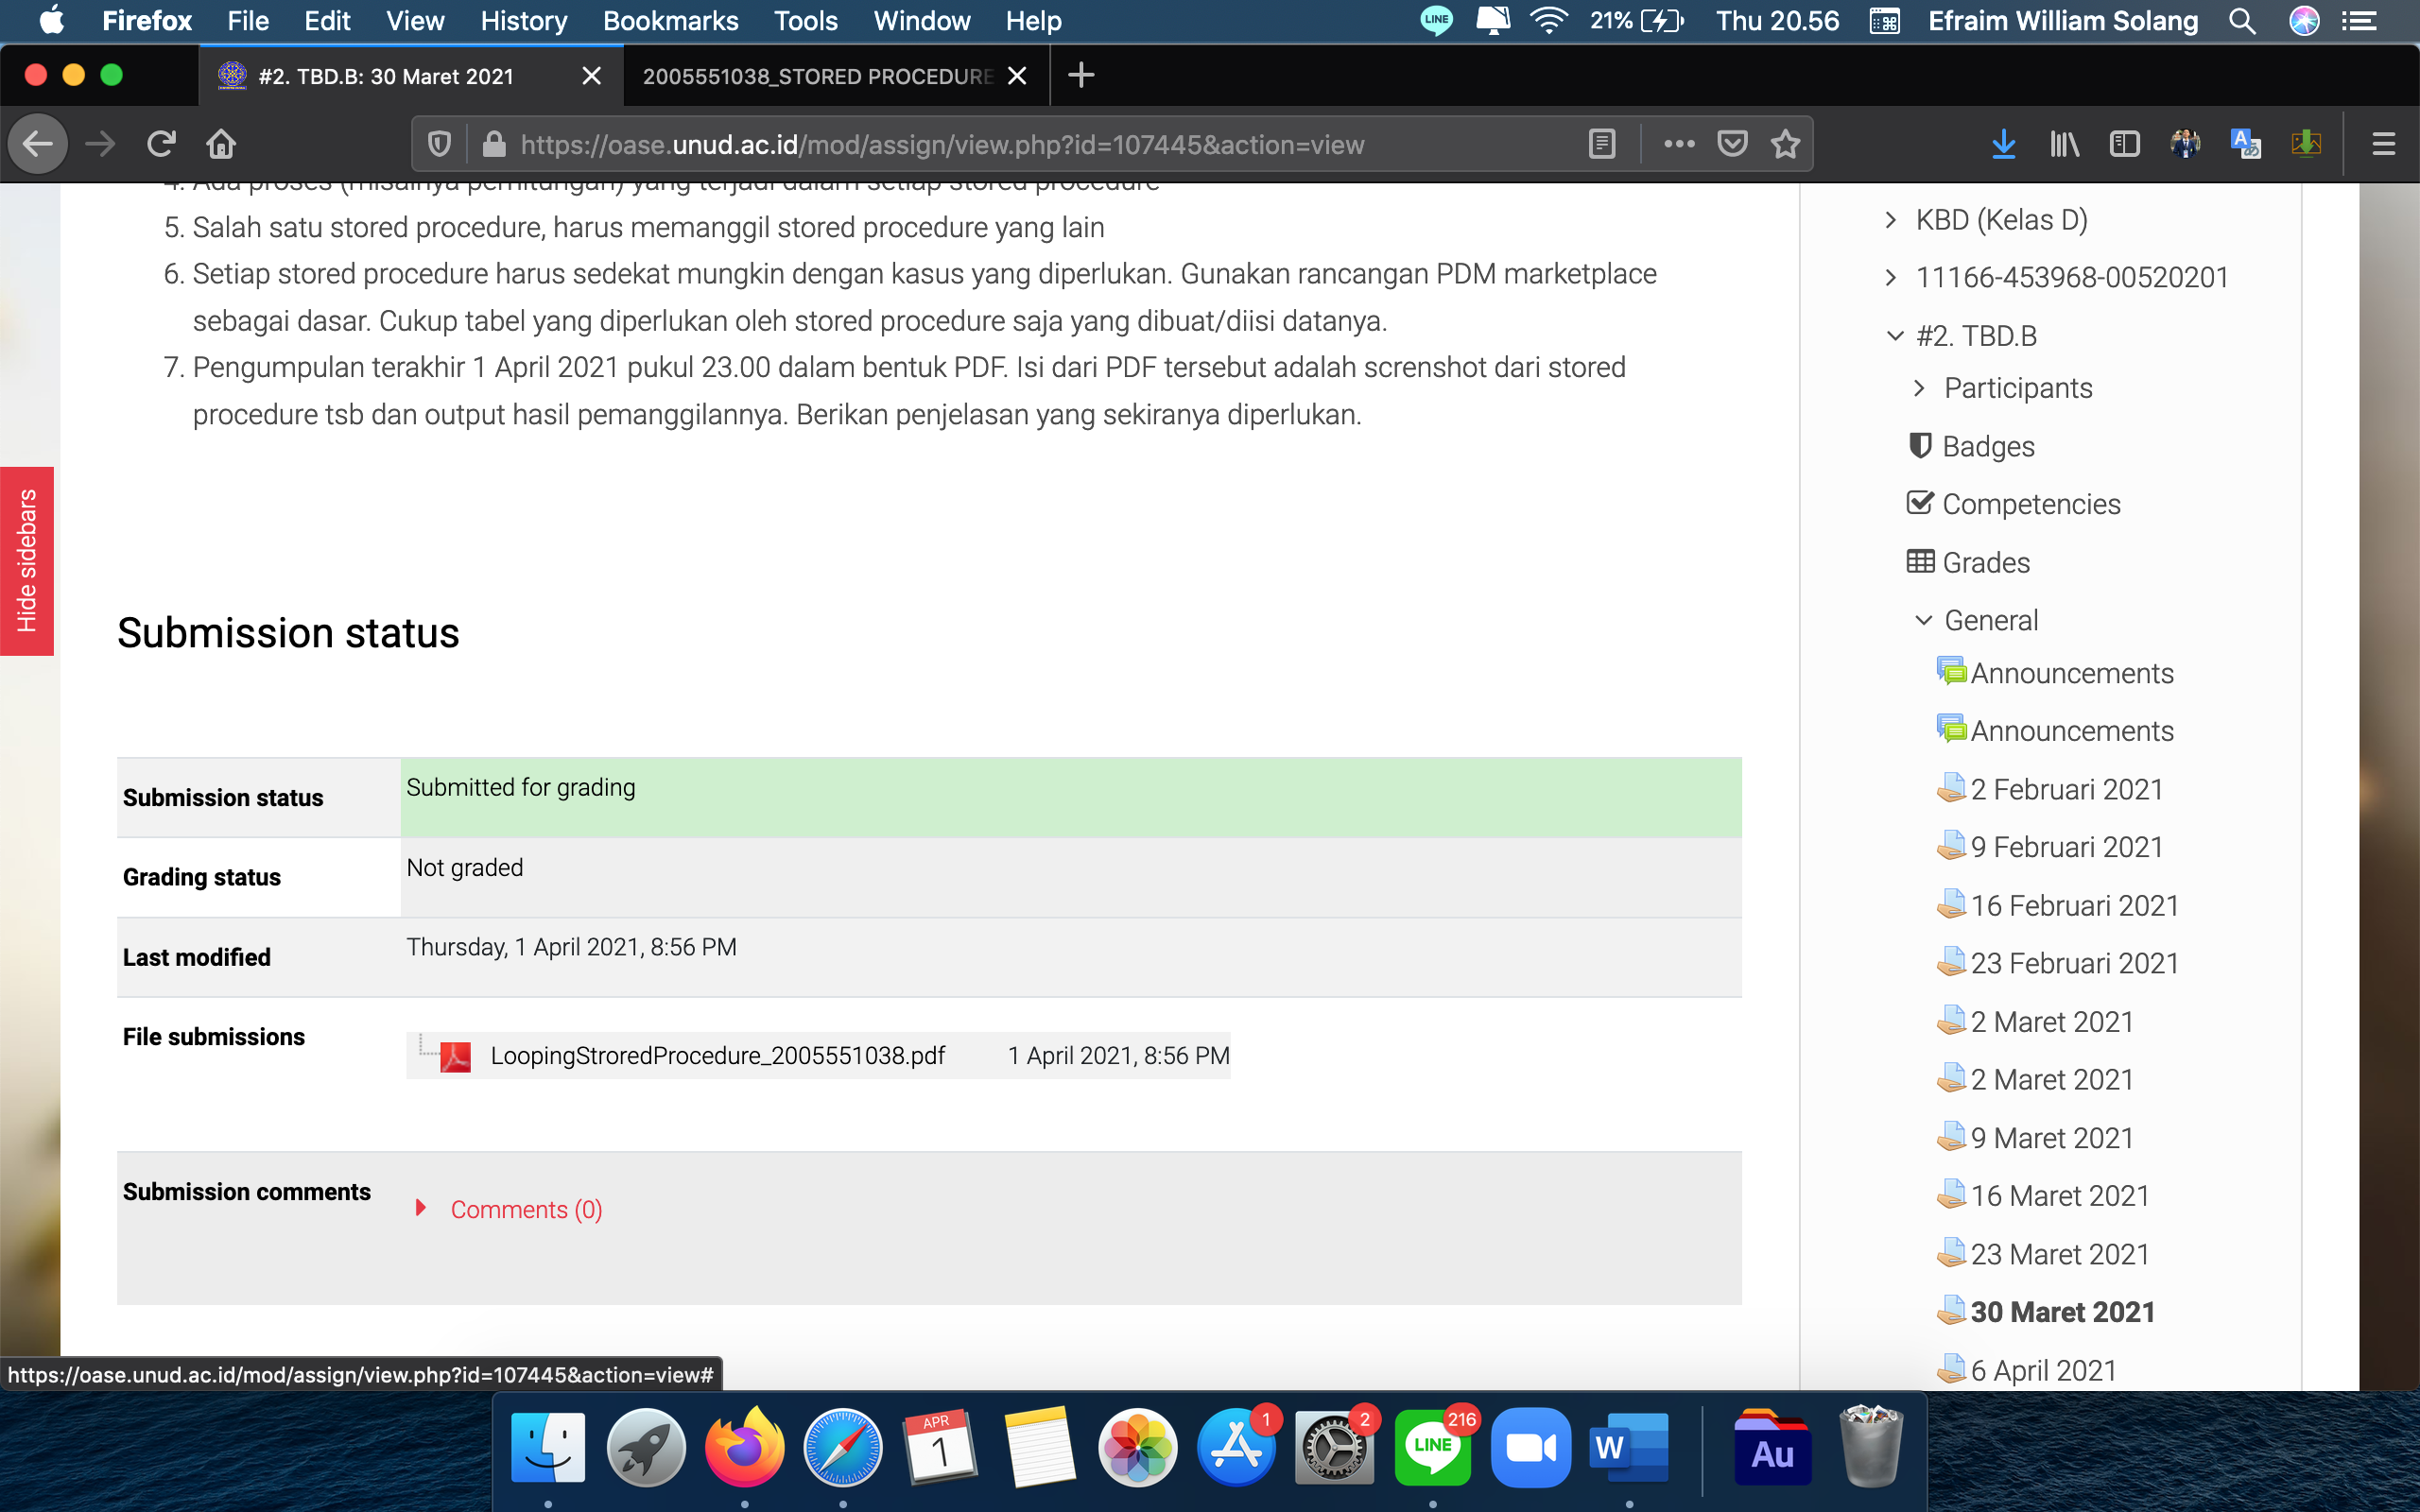 Firefox File Edit View History Bookmarks Tools Window Help
LINE 21% Thu 20.56 Efraim William Solang
#2. TBD.B: 30 Maret 2021
2005551038_STORED PROCEDURE
https://oase.unud.ac.id/mod/assign/view.php?id=107445&action=view
4. Ada proses (misalnya perhitungan) yang terjadi dalam setiap stored procedure
5. Salah satu stored procedure, harus memanggil stored procedure yang lain
6. Setiap stored procedure harus sedekat mungkin dengan kasus yang diperlukan. Gunakan rancangan PDM marketplace
sebagai dasar. Cukup tabel yang diperlukan oleh stored procedure saja yang dibuat/diisi datanya.
7. Pengumpulan terakhir 1 April 2021 pukul 23.00 dalam bentuk PDF. Isi dari PDF tersebut adalah screnshot dari stored
procedure tsb dan output hasil pemanggilannya. Berikan penjelasan yang sekiranya diperlukan.
Hide sidebars
Submission status
Submission status Submitted for grading
Grading status Not graded
Last modified Thursday, 1 April 2021, 8:56 PM
File submissions LoopingStroredProcedure_2005551038.pdf 1 April 2021, 8:56 PM
Submission comments Comments (0)
KBD (Kelas D)
11166-453968-00520201
#2. TBD.B
Participants
Badges
Competencies
Grades
General
Announcements
Announcements
2 Februari 2021
9 Februari 2021
16 Februari 2021
23 Februari 2021
2 Maret 2021
2 Maret 2021
9 Maret 2021
16 Maret 2021
23 Maret 2021
30 Maret 2021
6 April 2021
https://oase.unud.ac.id/mod/assign/view.php?id=107445&action=view#
APR
1
1
2
LINE
216
W
Au